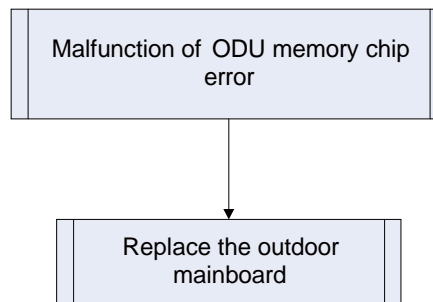 Malfunction of ODU memory chip
error
Replace the outdoor
mainboard